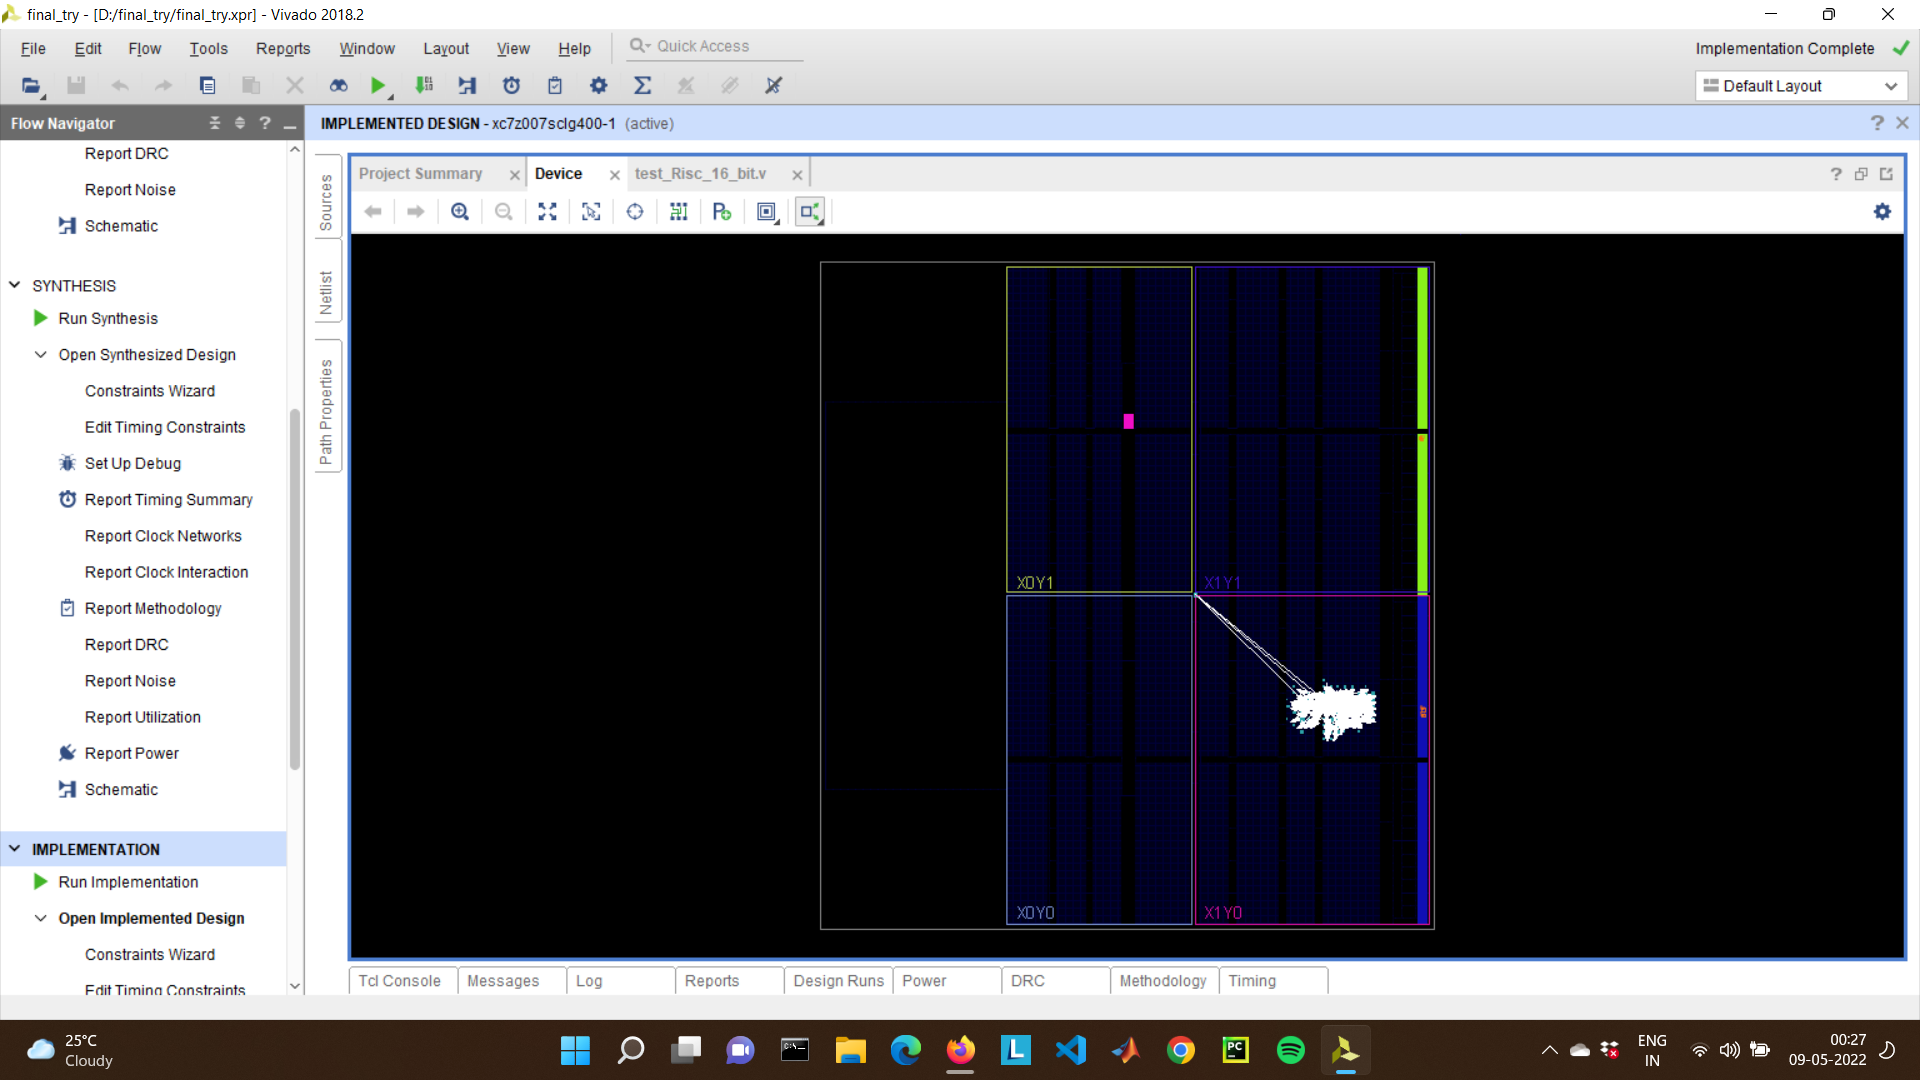 final_try - [D:/final_try/final_try.xpr] - Vivado 2018.2
File Edit Flow Tools Reports Window Layout View Help Quick Access
Implementation Complete
Default Layout
Flow Navigator
IMPLEMENTED DESIGN - xc7z007sclg400-1 (active)
Report DRC
Report Noise
Schematic
SYNTHESIS
Run Synthesis
Open Synthesized Design
Constraints Wizard
Edit Timing Constraints
Set Up Debug
Report Timing Summary
Report Clock Networks
Report Clock Interaction
Report Methodology
Report DRC
Report Noise
Report Utilization
Report Power
Schematic
IMPLEMENTATION
Run Implementation
Open Implemented Design
Constraints Wizard
Edit Timing Constraints
Sources
Netlist
Path Properties
Project Summary
Device
test_Risc_16_bit.v
X0Y1
X1Y1
X0Y0
X1Y0
Tcl Console Messages Log Reports Design Runs Power DRC Methodology Timing
25°C
Cloudy
ENG
IN
00:27
09-05-2022